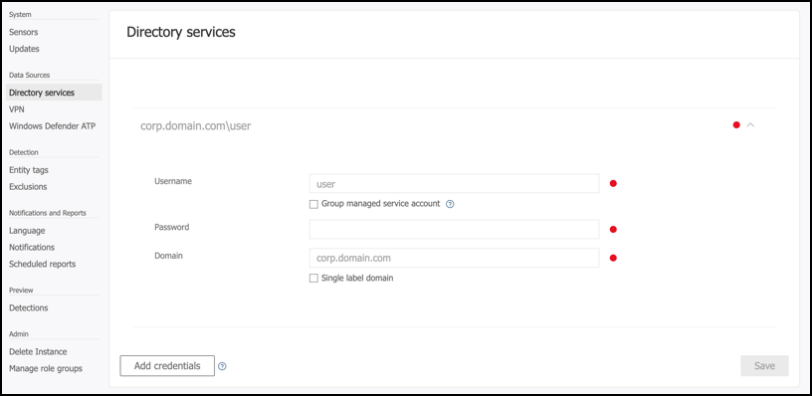 System
Sensors
Updates
Data Sources
Directory services
VPN
Windows Defender ATP
Detection
Entity tags
Exclusions
Notifications and Reports
Language
Notifications
Scheduled reports
Preview
Detections
Admin
Delete Instance
Manage role groups
Directory services
corp.domain.com\user
Username
user
Group managed service account ?
Password
Domain
corp.domain.com
Single label domain
Add credentials ?
Save